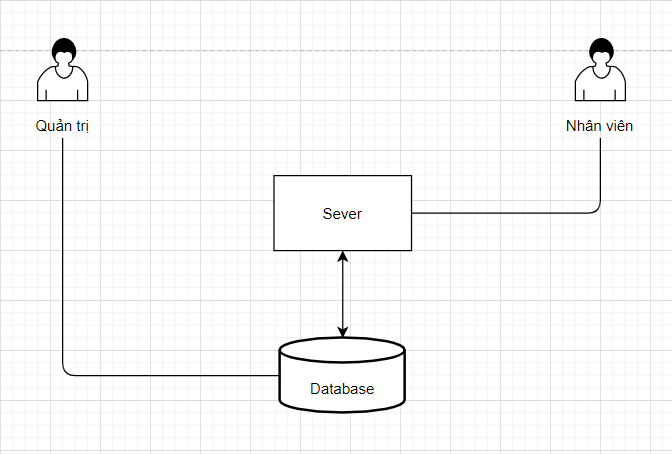 Quản trị
Nhân viên
Sever
Database